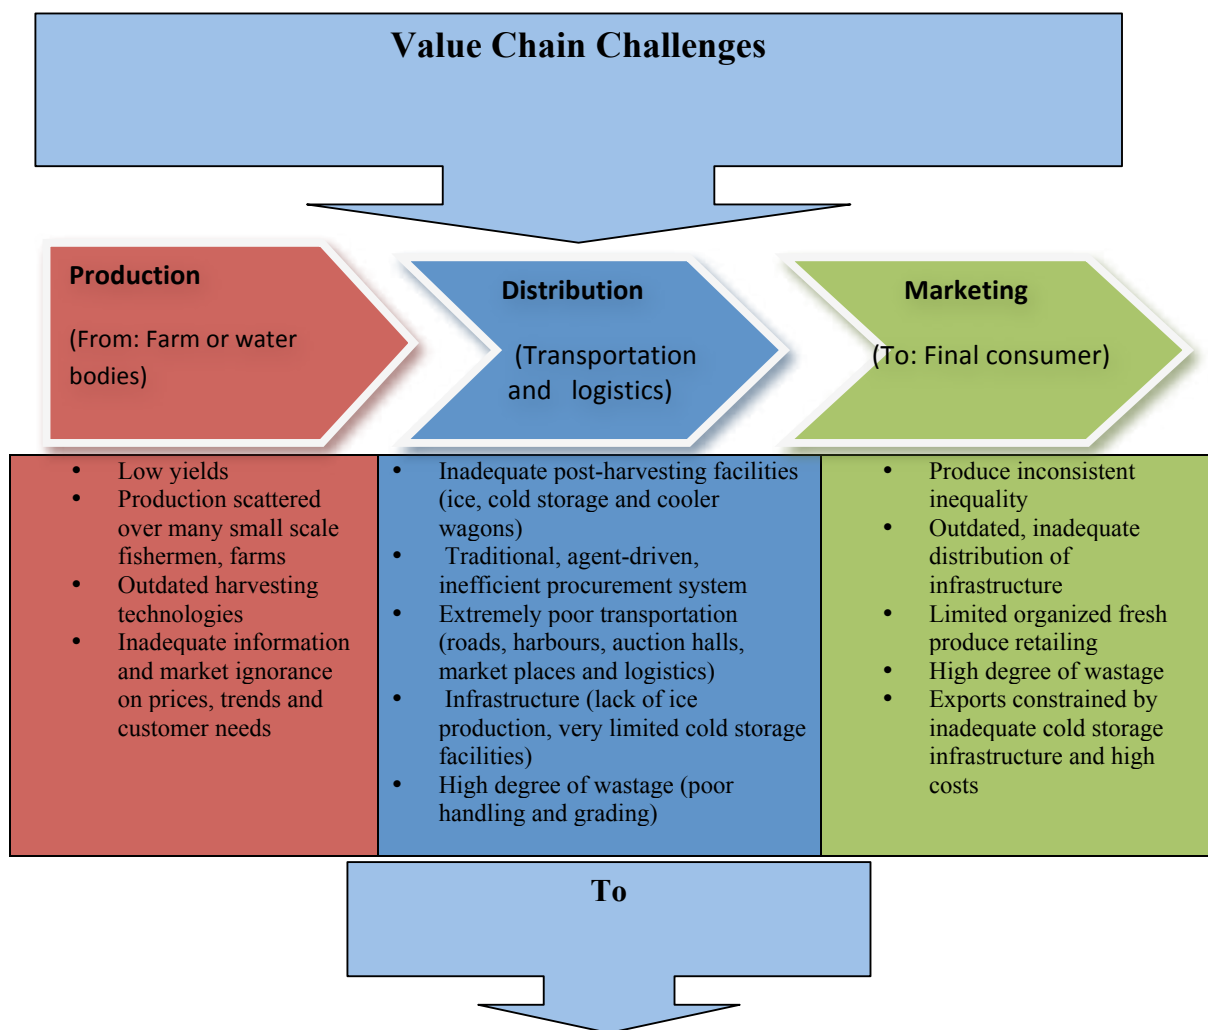 Value Chain Challenges
Production
(From: Farm or water
bodies)
Distribution
(Transportation
and logistics)
Marketing
(To: Final consumer)
• Low yields
• Production scattered
over many small scale
fishermen, farms
• Outdated harvesting
technologies
• Inadequate information
and market ignorance
on prices, trends and
customer needs
• Inadequate post-harvesting facilities
(ice, cold storage and cooler
wagons)
• Traditional, agent-driven,
inefficient procurement system
• Extremely poor transportation
(roads, harbours, auction halls,
market places and logistics)
• Infrastructure (lack of ice
production, very limited cold storage
facilities)
• High degree of wastage (poor
handling and grading)
• Produce inconsistent
inequality
• Outdated, inadequate
distribution of
infrastructure
• Limited organized fresh
produce retailing
• High degree of wastage
• Exports constrained by
inadequate cold storage
infrastructure and high
costs
To